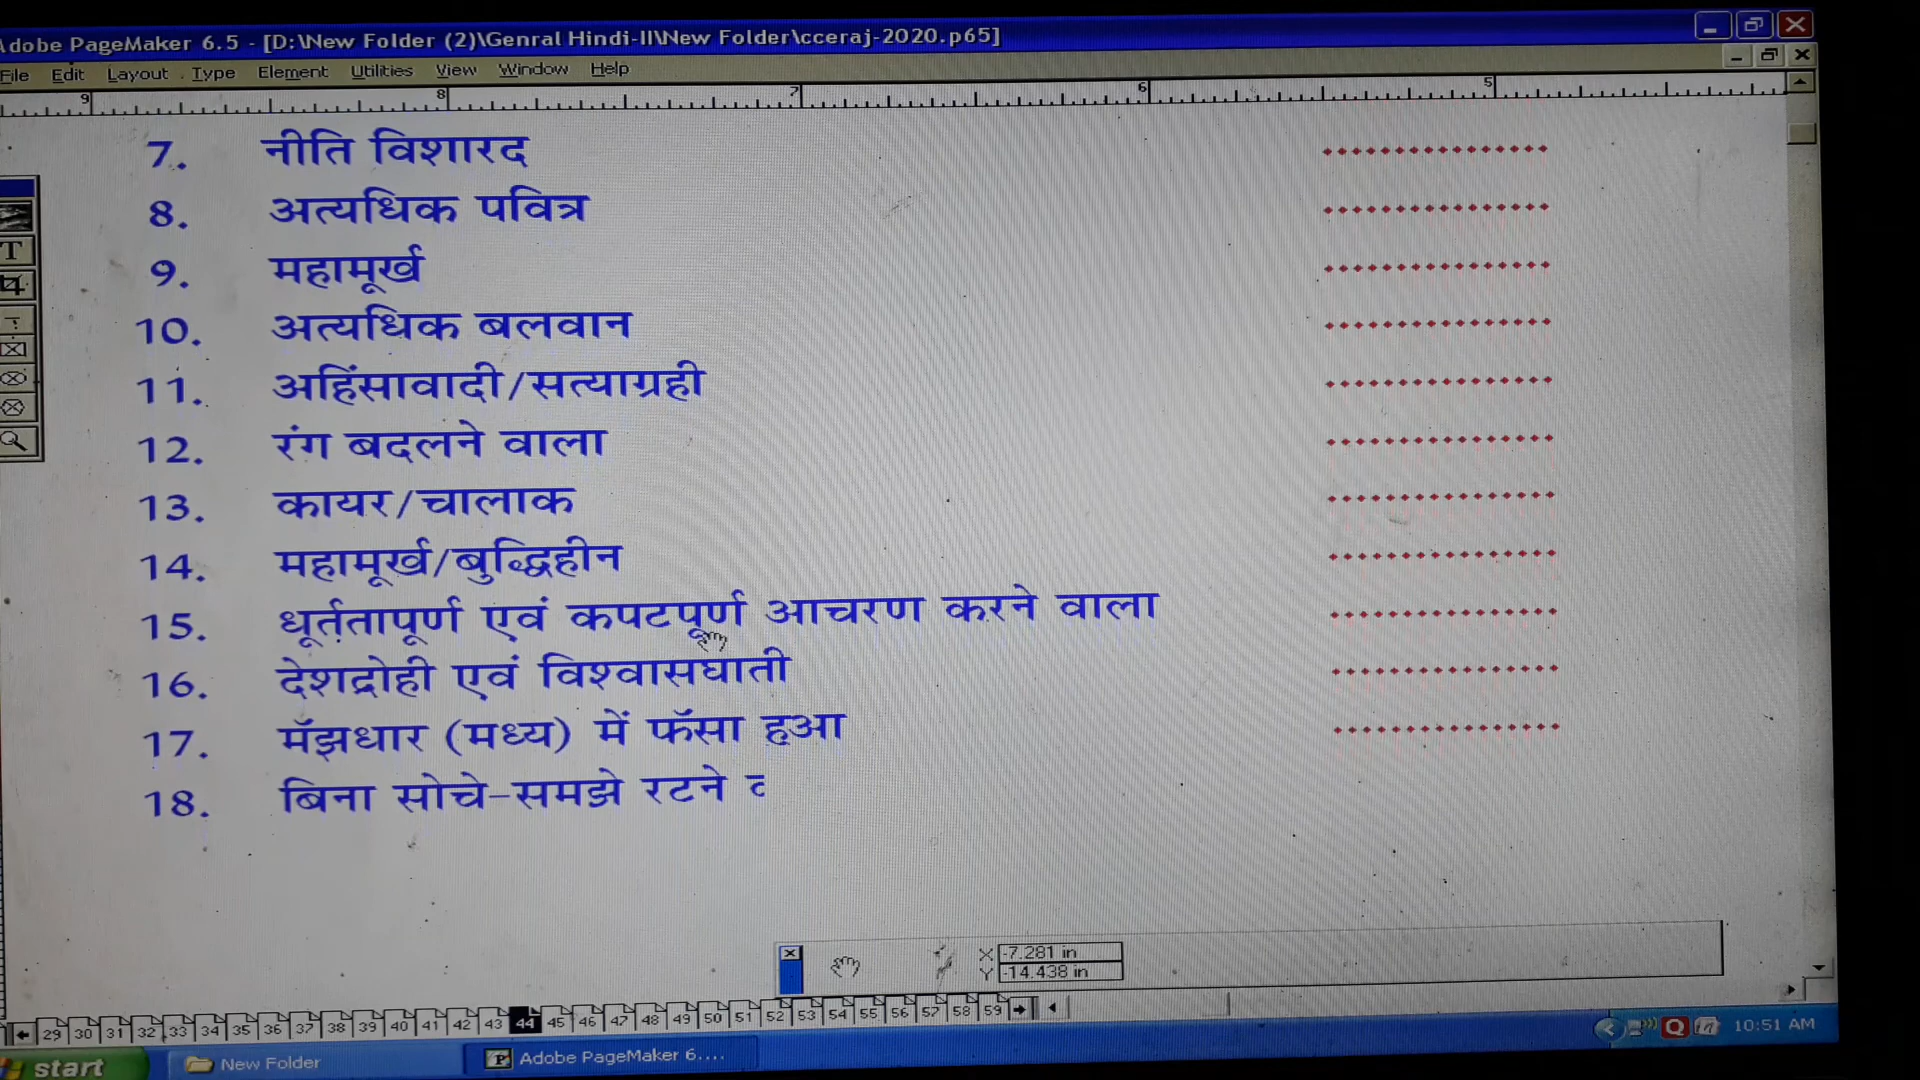 Adobe PageMaker 6.5 - [D:\New Folder (2)\Genral Hindi-II\New Folder\cceraj-2020.p65]
File Edit Layout Type Element Utilities View Window Help
9 8 7 6 5
7. नीति विशारद ...............
8. अत्यधिक पवित्र ...............
9. महामूर्ख ...............
10. अत्यधिक बलवान ...............
11. अहिंसावादी/सत्याग्रही ...............
12. रंग बदलने वाला ...............
13. कायर/चालाक ...............
14. महामूर्ख/बुद्धिहीन ...............
15. धूर्ततापूर्ण एवं कपटपूर्ण आचरण करने वाला ...............
16. देशद्रोही एवं विश्वासघाती ...............
17. मँझधार (मध्य) में फँसा हुआ ...............
18. बिना सोचे-समझे रटने
X -7.281 in
Y -14.438 in
29 30 31 32 33 34 35 36 37 38 39 40 41 42 43 44 45 46 47 48 49 50 51 52 53 54 55 56 57 58 59
start New Folder Adobe PageMaker 6.... 10:51 AM